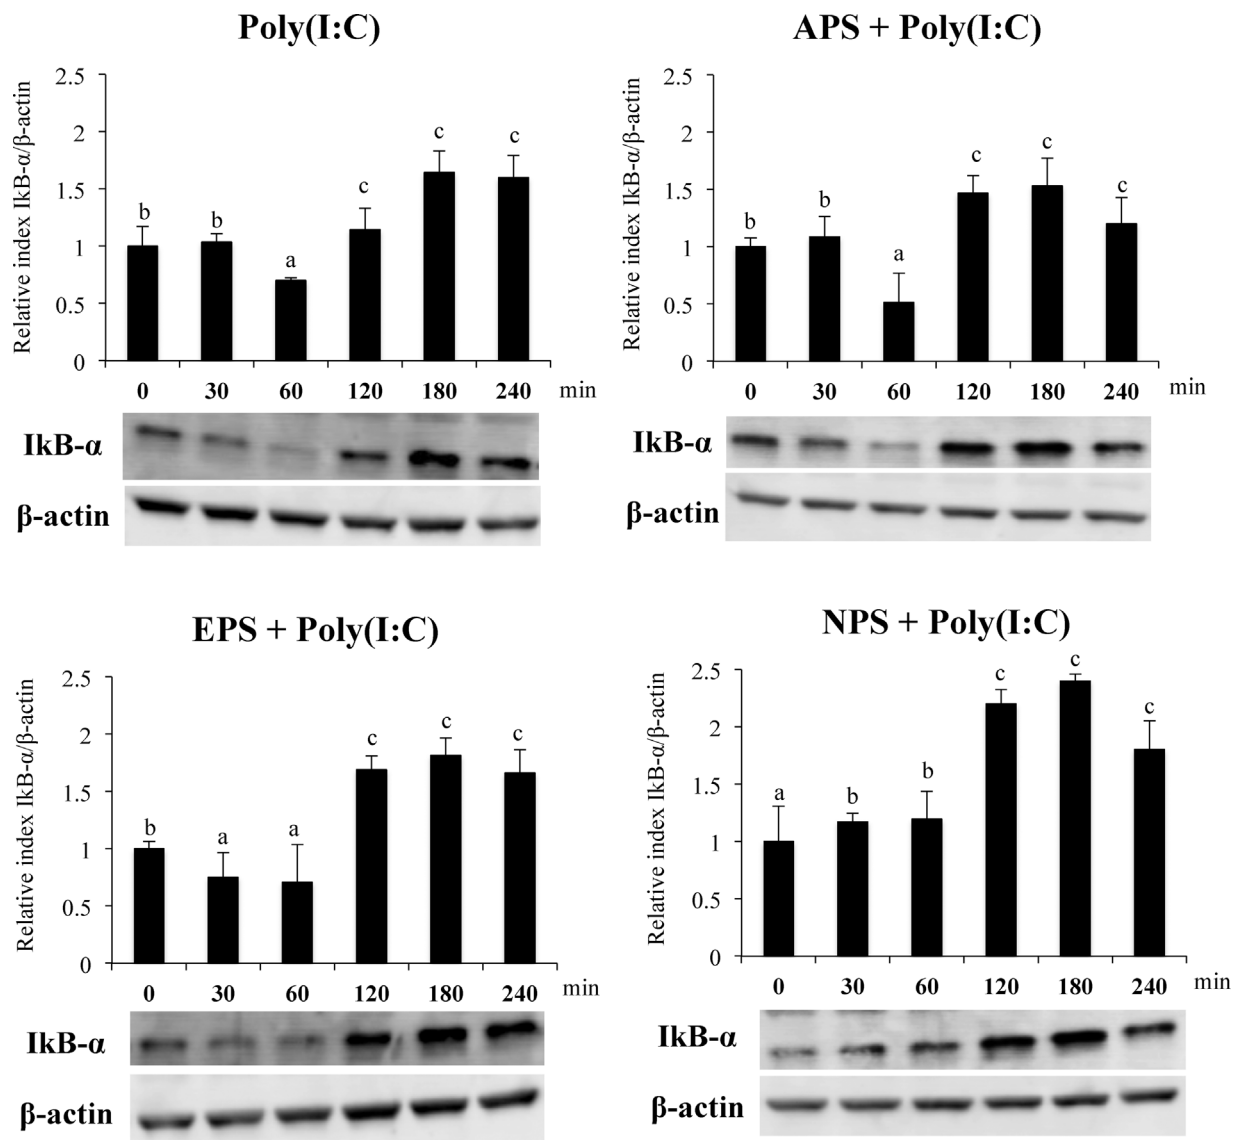 Poly(I:C)
Relative index IkB-α/β-actin
2.5
2
1.5
1
0.5
0
b
b
a
c
c
c
0 30 60 120 180 240 min
IkB-α
β-actin
APS + Poly(I:C)
Relative index IkB-α/β-actin
2.5
2
1.5
1
0.5
0
b
b
a
c
c
c
0 30 60 120 180 240 min
IkB-α
β-actin
EPS + Poly(I:C)
Relative index IkB-α/β-actin
2.5
2
1.5
1
0.5
0
b
a
a
c
c
c
0 30 60 120 180 240 min
IkB-α
β-actin
NPS + Poly(I:C)
Relative index IkB-α/β-actin
2.5
2
1.5
1
0.5
0
a
b
b
c
c
c
0 30 60 120 180 240 min
IkB-α
β-actin